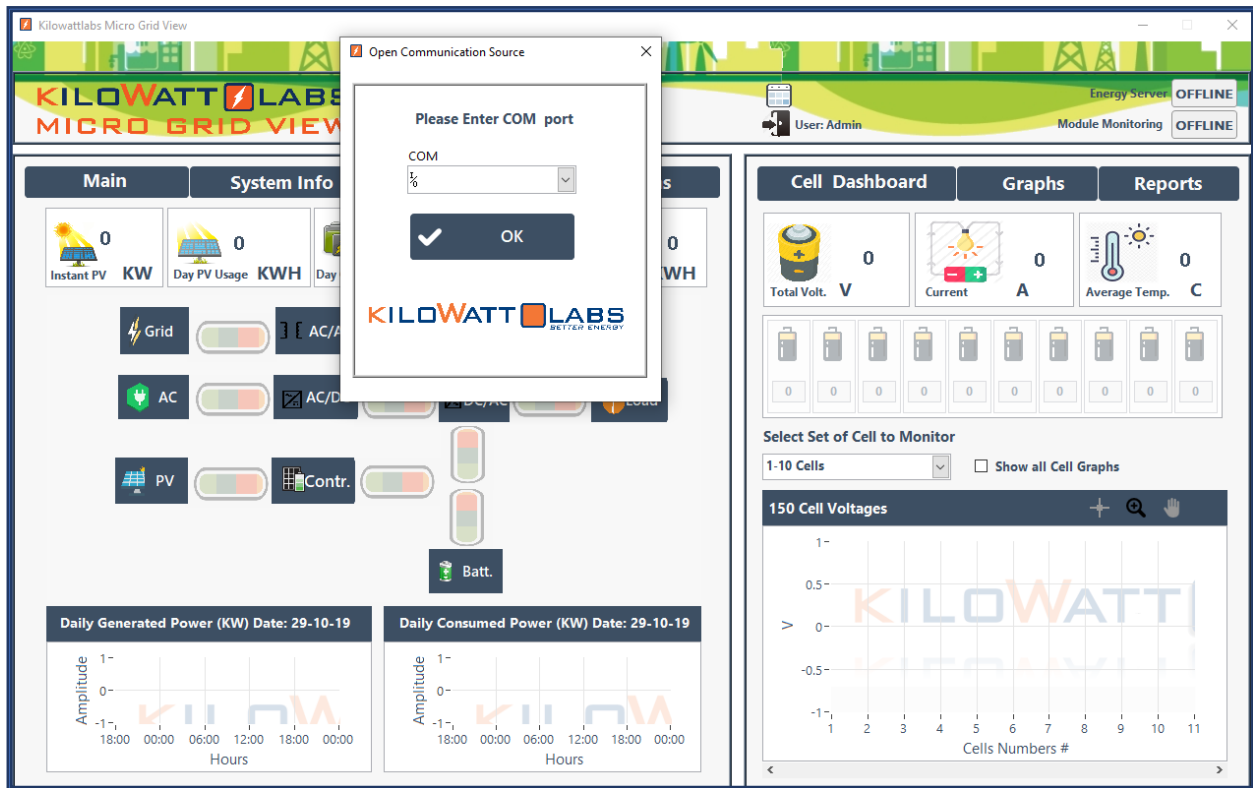 Kilowattlabs Micro Grid View
Open Communication Source
KILOWATT LABS
MICRO GRID VIEW
Please Enter COM port
COM
OK
KILOWATT LABS
BETTER ENERGY
User: Admin
Energy Server OFFLINE
Module Monitoring OFFLINE
Main System Info
0 0 0
Instant PV KW Day PV Usage KWH Day
Grid
AC
AC/D
Load
PV Contr.
Batt.
Daily Generated Power (KW) Date: 29-10-19
Amplitude
1
0
-1
18:00 00:00 06:00 12:00 18:00 00:00
Hours
Daily Consumed Power (KW) Date: 29-10-19
Amplitude
1
0
-1
18:00 00:00 06:00 12:00 18:00 00:00
Hours
Cell Dashboard Graphs Reports
0 0 0
Total Volt. V Current A Average Temp. C
0 0 0 0 0 0 0 0 0 0
Select Set of Cell to Monitor
1-10 Cells Show all Cell Graphs
150 Cell Voltages
V
1
0.5
0
-0.5
-1
KILOWATT
1 2 3 4 5 6 7 8 9 10 11
Cells Numbers #